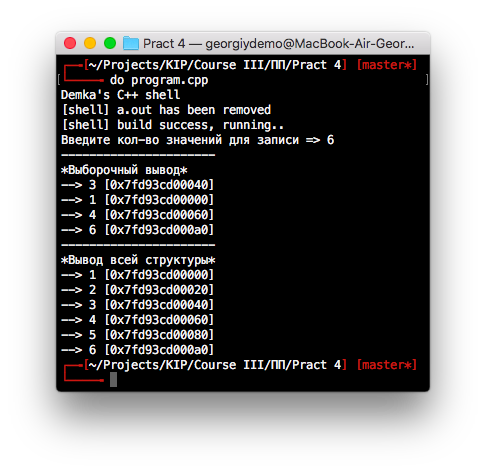 Pract 4 — georgiydemo@MacBook-Air-Geor…
[~/Projects/KIP/Course III/ПП/Pract 4] [master*]
do program.cpp
Demka's C++ shell
[shell] a.out has been removed
[shell] build success, running..
Введите кол-во значений для записи => 6
-----------------------
*Выборочный вывод*
--> 3 [0x7fd93cd00040]
--> 1 [0x7fd93cd00000]
--> 4 [0x7fd93cd00060]
--> 6 [0x7fd93cd000a0]
-----------------------
*Вывод всей структуры*
--> 1 [0x7fd93cd00000]
--> 2 [0x7fd93cd00020]
--> 3 [0x7fd93cd00040]
--> 4 [0x7fd93cd00060]
--> 5 [0x7fd93cd00080]
--> 6 [0x7fd93cd000a0]
[~/Projects/KIP/Course III/ПП/Pract 4] [master*]